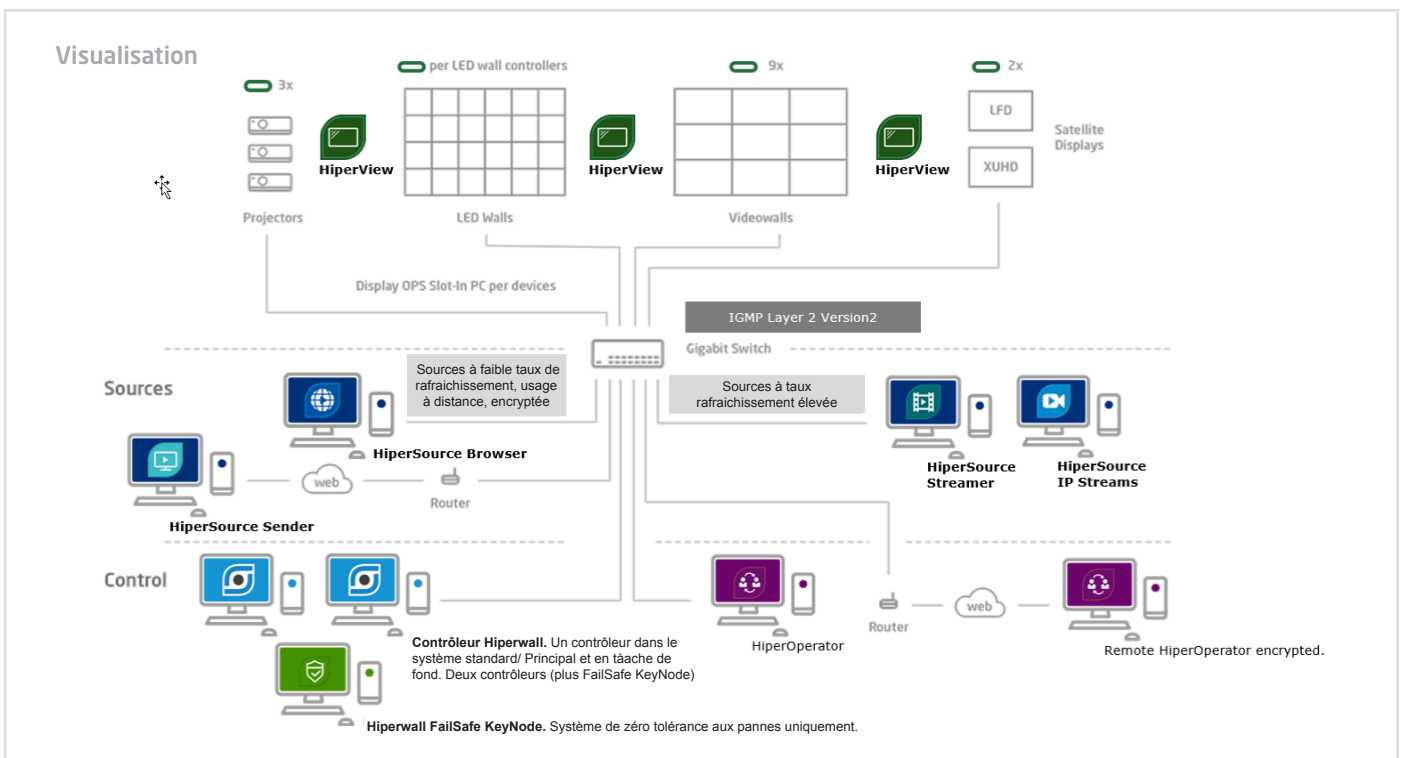 Visualisation
3x
per LED wall controllers
9x
2x
HiperView
HiperView
HiperView
LFD
XUHD
Satellite
Displays
Projectors
LED Walls
Videowalls
Display OPS Slot-In PC per devices
IGMP Layer 2 Version2
Gigabit Switch
Sources
Sources à faible taux de
rafraichissement, usage
à distance, encryptée
Sources à taux
rafraichissement élevée
HiperSource Browser
HiperSource
Streamer
HiperSource
IP Streams
web
Router
HiperSource Sender
Control
Contrôleur Hiperwall. Un contrôleur dans le
système standard/ Principal et en tàache de
fond. Deux contrôleurs (plus FailSafe KeyNode)
HiperOperator
Router
web
Remote HiperOperator encrypted.
Hiperwall FailSafe KeyNode. Système de zéro tolérance aux pannes uniquement.